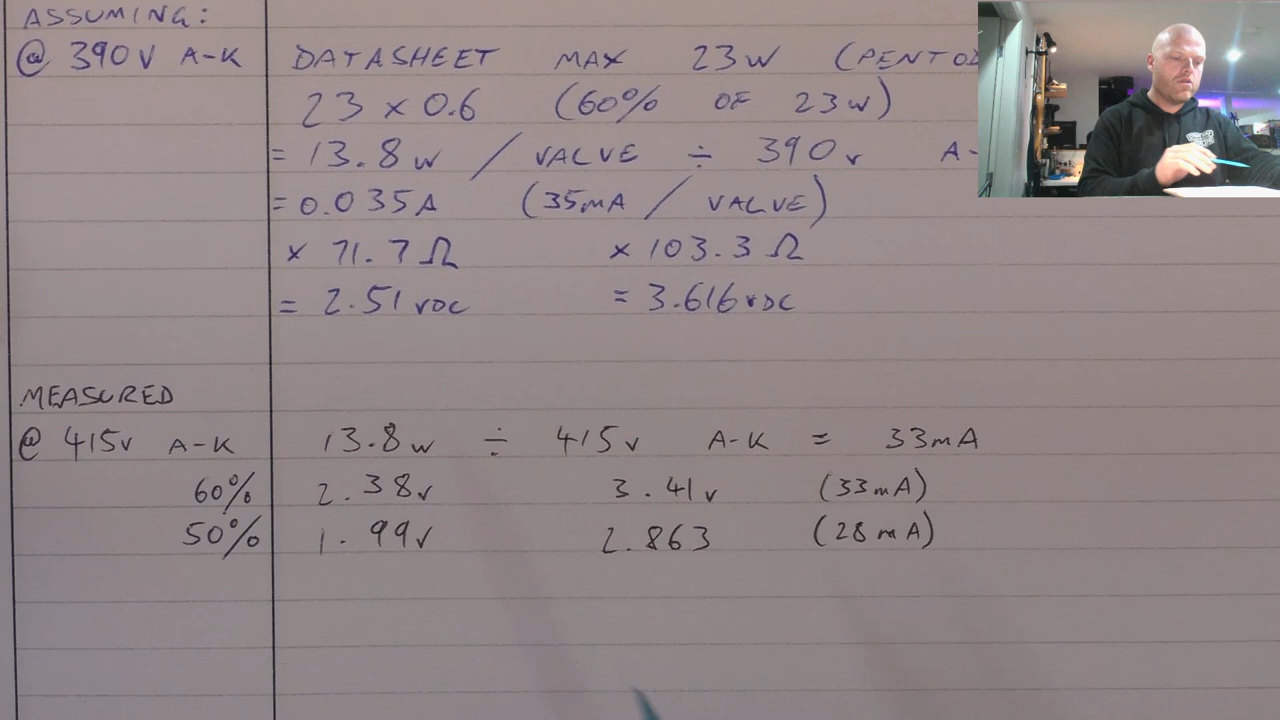 ASSUMING:
@ 390V A-K DATASHEET MAX 23W (PENTOD
23 x 0.6 (60% OF 23W)
= 13.8W / VALVE ÷ 390V A-
= 0.035A (35mA / VALVE)
x 71.7Ω x 103.3Ω
= 2.51VDC = 3.616VDC
MEASURED
@ 415V A-K 13.8W ÷ 415V A-K = 33mA
60% 2.38V 3.41V (33mA)
50% 1.99V 2.863 (28mA)